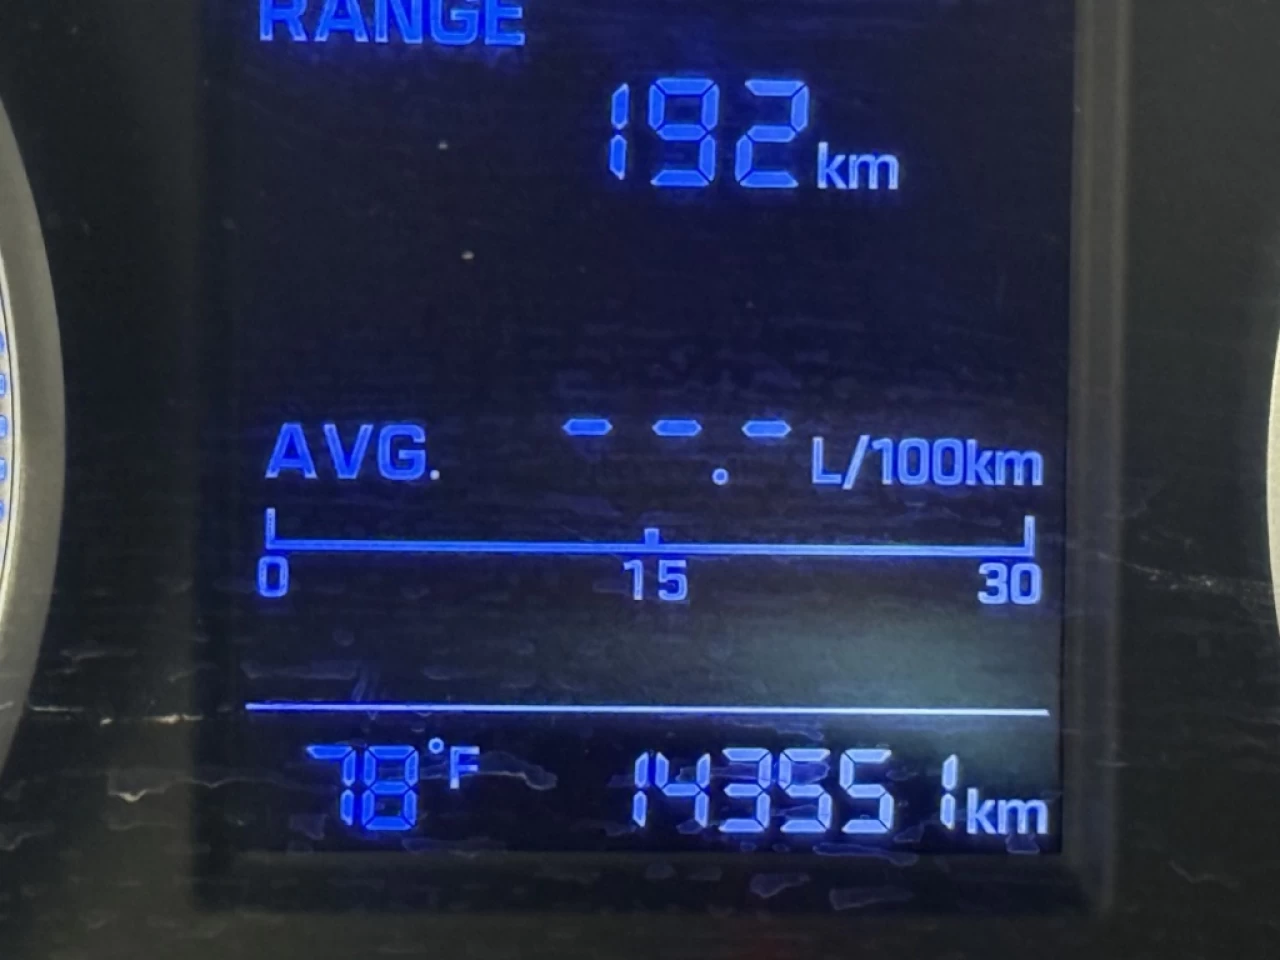 RANGE
192 km
AVG. ---.- L/100km
0 15 30
78°F 143551 km